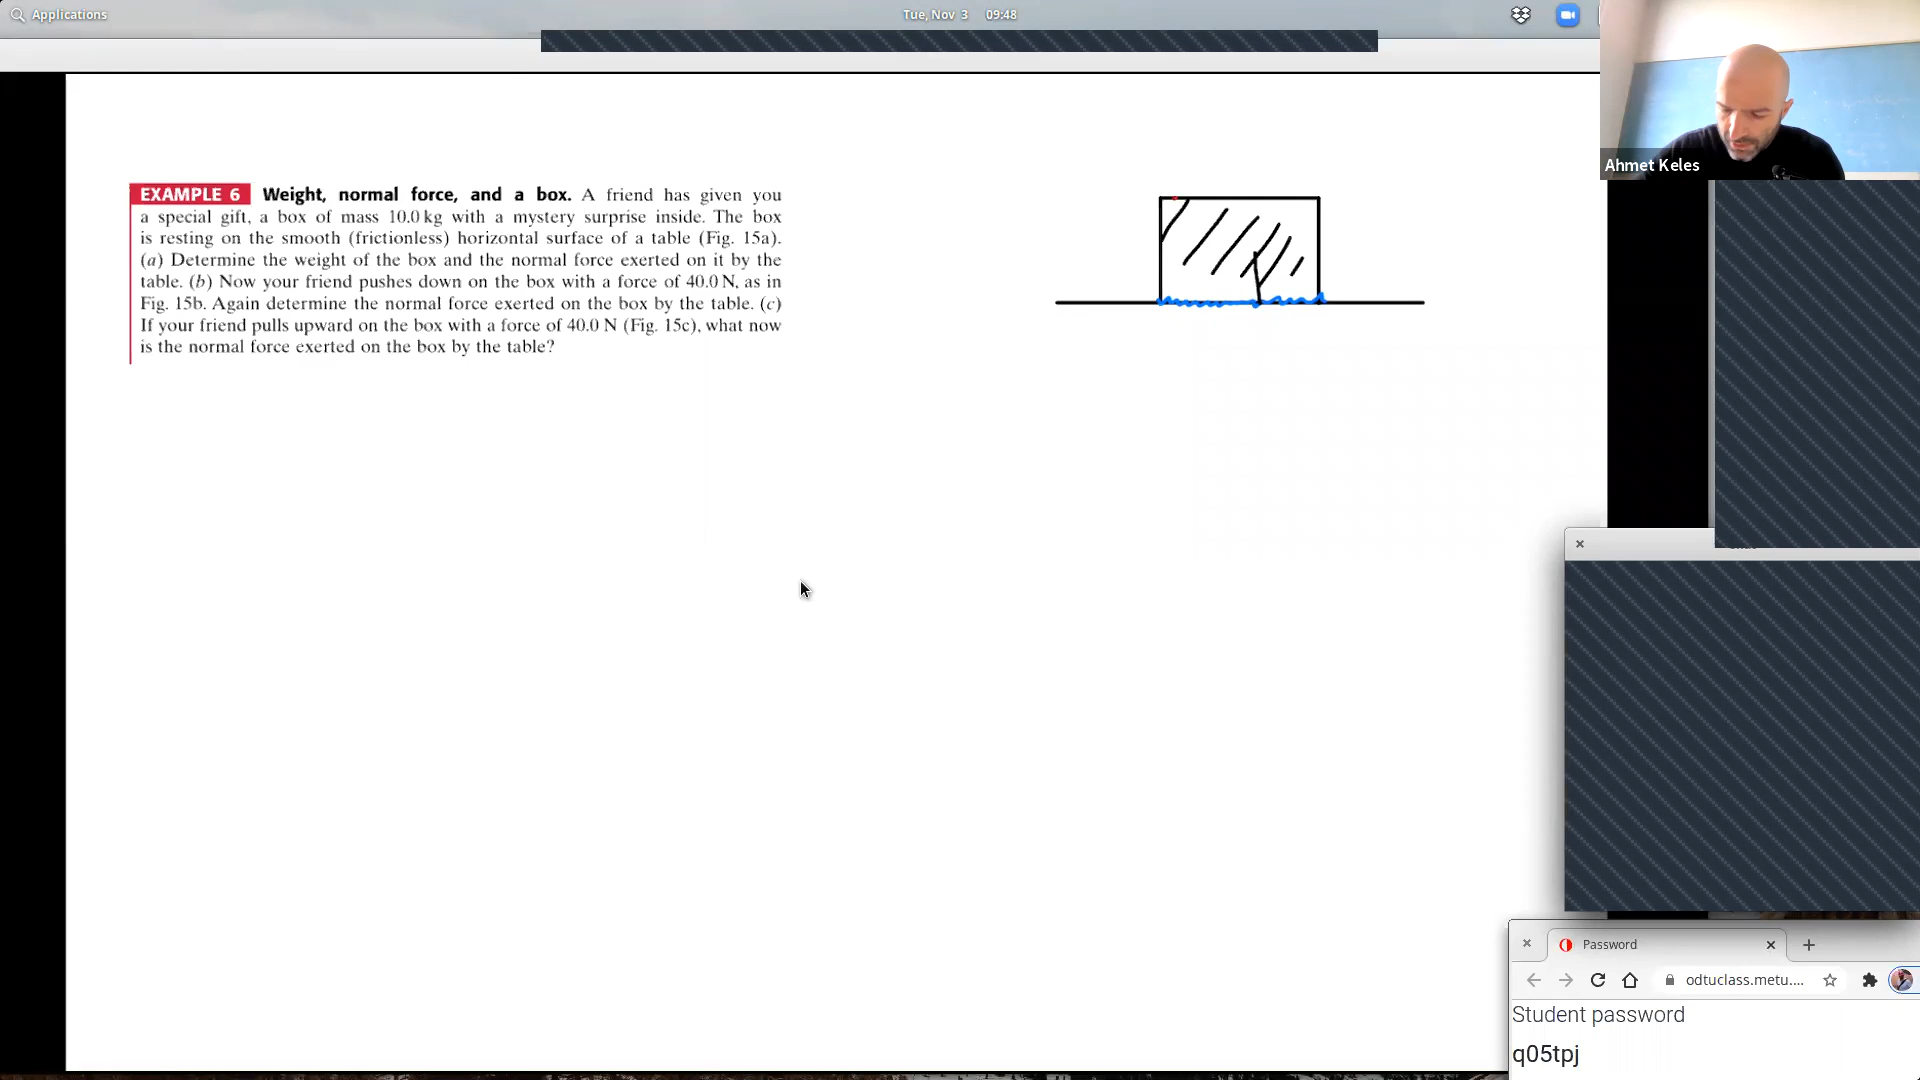 Applications
Tue, Nov 3 09:48
Ahmet Keles
EXAMPLE 6 Weight, normal force, and a box. A friend has given you
a special gift, a box of mass 10.0 kg with a mystery surprise inside. The box
is resting on the smooth (frictionless) horizontal surface of a table (Fig. 15a).
(a) Determine the weight of the box and the normal force exerted on it by the
table. (b) Now your friend pushes down on the box with a force of 40.0 N, as in
Fig. 15b. Again determine the normal force exerted on the box by the table. (c)
If your friend pulls upward on the box with a force of 40.0 N (Fig. 15c), what now
is the normal force exerted on the box by the table?
Password
odtuclass.metu....
Student password
q05tpj